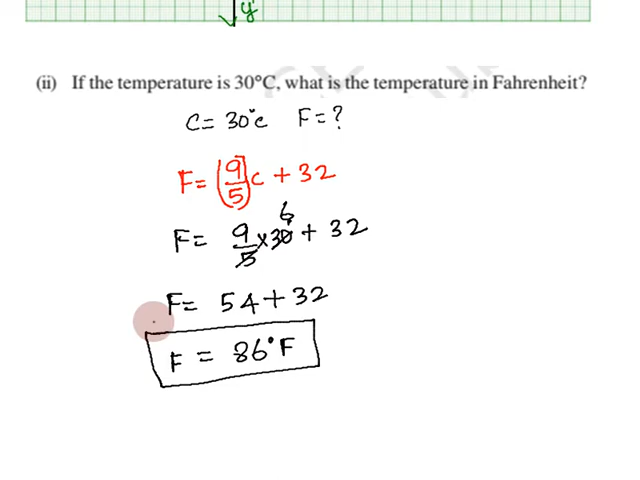 y'
(ii) If the temperature is 30°C, what is the temperature in Fahrenheit?
C = 30°c F = ?
F = (9/5) c + 32
F = 9/5 × 30 6 + 32
F = 54 + 32
F = 86°F